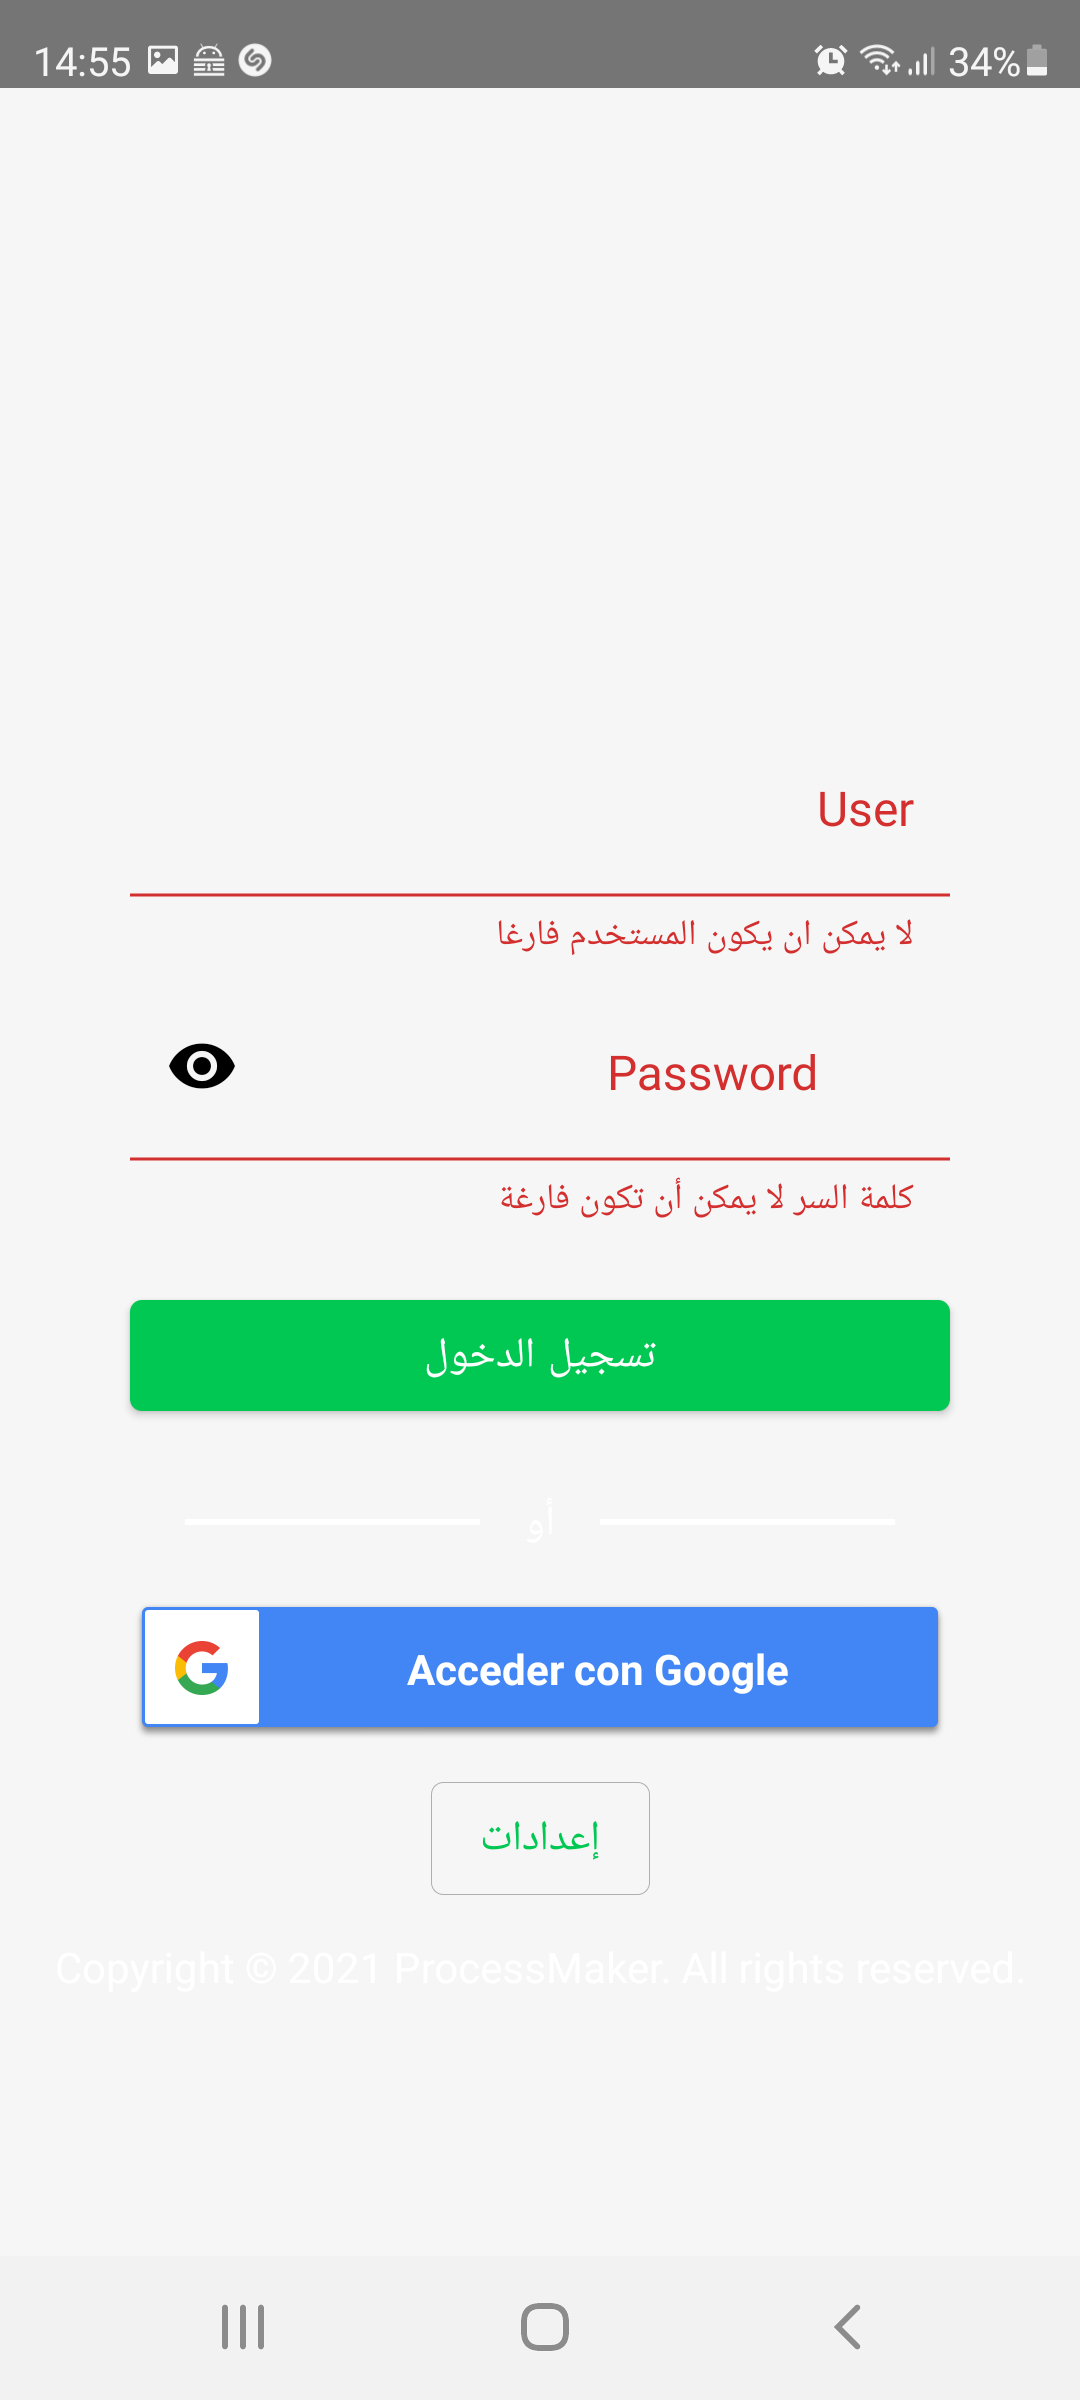 14:55
34%
User
لا يمكن ان يكون المستخدم فارغا
Password
كلمة السر لا يمكن أن تكون فارغة
تسجيل الدخول
أو
Acceder con Google
إعدادات
Copyright © 2021 ProcessMaker. All rights reserved.